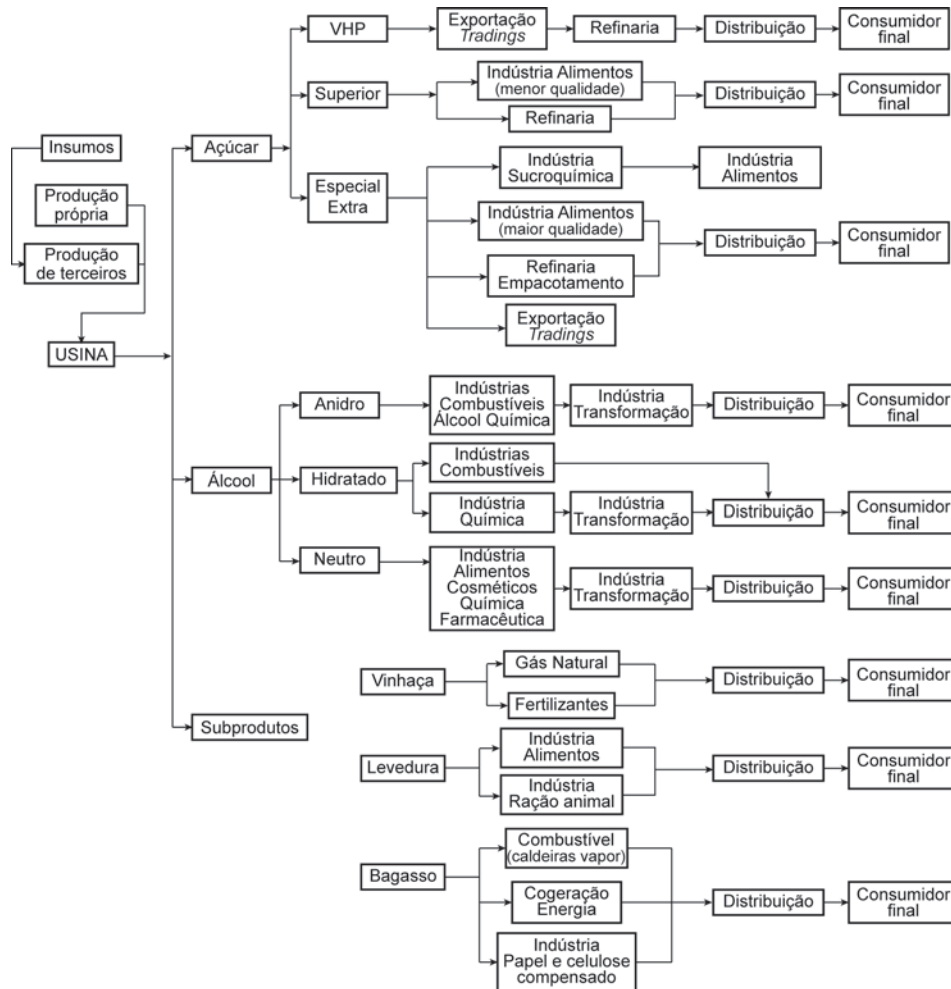 Insumos
Produção
própria
Produção
de terceiros
USINA
Açúcar
VHP
Exportação
Tradings
Refinaria
Distribuição
Consumidor
final
Superior
Indústria Alimentos
(menor qualidade)
Refinaria
Distribuição
Consumidor
final
Especial
Extra
Indústria
Sucroquímica
Indústria
Alimentos
Indústria Alimentos
(maior qualidade)
Refinaria
Empacotamento
Distribuição
Consumidor
final
Exportação
Tradings
Álcool
Anidro
Indústrias
Combustíveis
Álcool Química
Indústria
Transformação
Distribuição
Consumidor
final
Hidratado
Indústrias
Combustíveis
Indústria
Química
Indústria
Transformação
Distribuição
Consumidor
final
Neutro
Indústria
Alimentos
Cosméticos
Química
Farmacêutica
Indústria
Transformação
Distribuição
Consumidor
final
Subprodutos
Vinhaça
Gás Natural
Fertilizantes
Distribuição
Consumidor
final
Levedura
Indústria
Alimentos
Indústria
Ração animal
Distribuição
Consumidor
final
Bagasso
Combustível
(caldeiras vapor)
Cogeração
Energia
Indústria
Papel e celulose
compensado
Distribuição
Consumidor
final